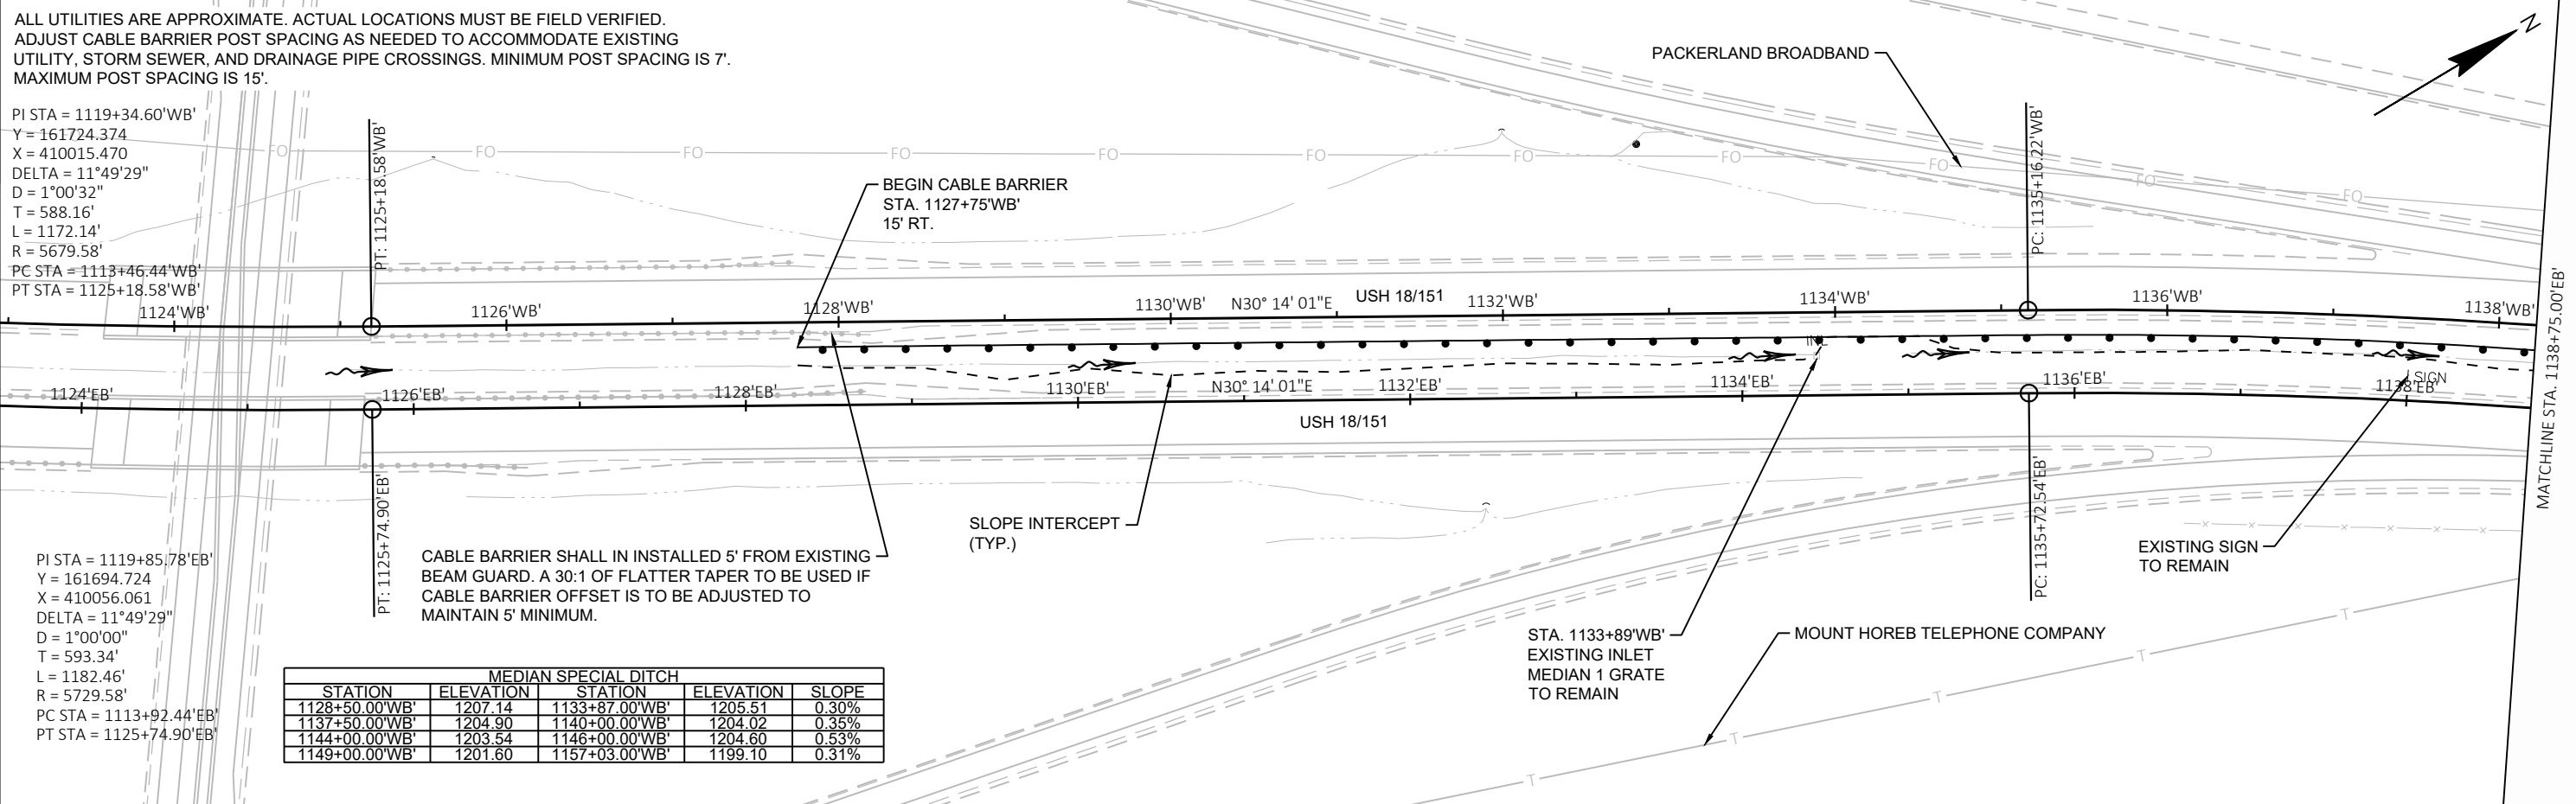 ALL UTILITIES ARE APPROXIMATE. ACTUAL LOCATIONS MUST BE FIELD VERIFIED.
ADJUST CABLE BARRIER POST SPACING AS NEEDED TO ACCOMMODATE EXISTING
UTILITY, STORM SEWER, AND DRAINAGE PIPE CROSSINGS. MINIMUM POST SPACING IS 7'.
MAXIMUM POST SPACING IS 15'.
PI STA = 1119+34.60'WB'
Y = 161724.374
X = 410015.470
DELTA = 11°49'29"
D = 1°00'32"
T = 588.16'
L = 1172.14'
R = 5679.58'
PC STA = 1113+46.44'WB'
PT STA = 1125+18.58'WB'
PT: 1125+18.58'WB'
PACKERLAND BROADBAND
N
PC: 1135+16.22'WB'
FO FO FO FO FO FO FO FO FO FO FO
BEGIN CABLE BARRIER
STA. 1127+75'WB'
15' RT.
1124'WB' 1126'WB' 1128'WB' 1130'WB' N30° 14' 01"E USH 18/151 1132'WB' 1134'WB' 1136'WB' 1138'WB'
INL
1124'EB' 1126'EB' 1128'EB' 1130'EB' N30° 14' 01"E 1132'EB' 1134'EB' 1136'EB' 1138'EB' SIGN
USH 18/151
MATCHLINE STA. 1138+75.00'EB'
PT: 1125+74.90'EB'
PC: 1135+72.54'EB'
SLOPE INTERCEPT
(TYP.)
CABLE BARRIER SHALL IN INSTALLED 5' FROM EXISTING
BEAM GUARD. A 30:1 OF FLATTER TAPER TO BE USED IF
CABLE BARRIER OFFSET IS TO BE ADJUSTED TO
MAINTAIN 5' MINIMUM.
EXISTING SIGN
TO REMAIN
STA. 1133+89'WB'
EXISTING INLET
MEDIAN 1 GRATE
TO REMAIN
MOUNT HOREB TELEPHONE COMPANY
T T T T T
PI STA = 1119+85.78'EB'
Y = 161694.724
X = 410056.061
DELTA = 11°49'29"
D = 1°00'00"
T = 593.34'
L = 1182.46'
R = 5729.58'
PC STA = 1113+92.44'EB'
PT STA = 1125+74.90'EB'
MEDIAN SPECIAL DITCH
STATION ELEVATION STATION ELEVATION SLOPE
1128+50.00'WB' 1207.14 1133+87.00'WB' 1205.51 0.30%
1137+50.00'WB' 1204.90 1140+00.00'WB' 1204.02 0.35%
1144+00.00'WB' 1203.54 1146+00.00'WB' 1204.60 0.53%
1149+00.00'WB' 1201.60 1157+03.00'WB' 1199.10 0.31%